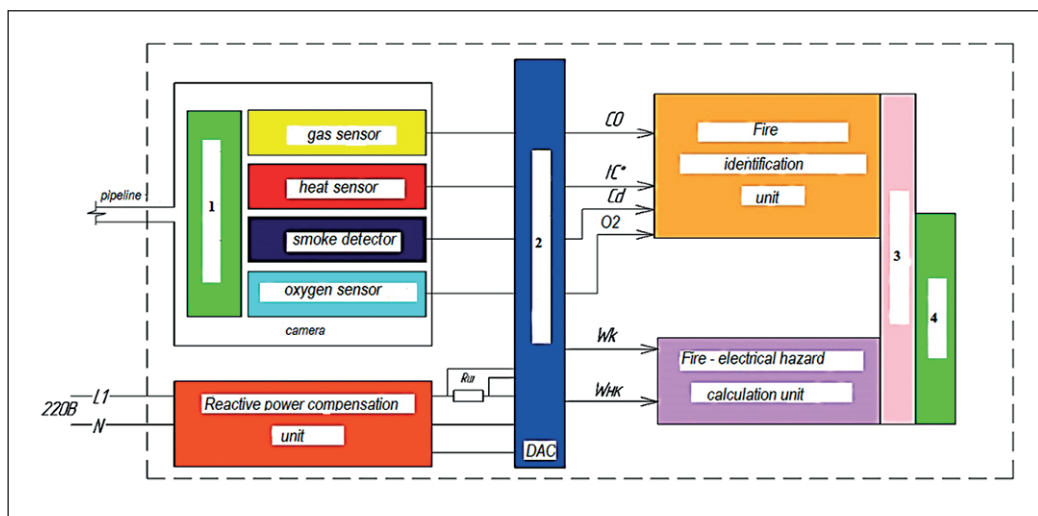 pipeline
1
gas sensor
heat sensor
smoke detector
oxygen sensor
camera
220В
L1
N
Reactive power compensation
unit
Rш
2
DAC
CO
IC°
Cd
O2
Wк
Wнк
Fire
identification
unit
Fire - electrical hazard
calculation unit
3
4